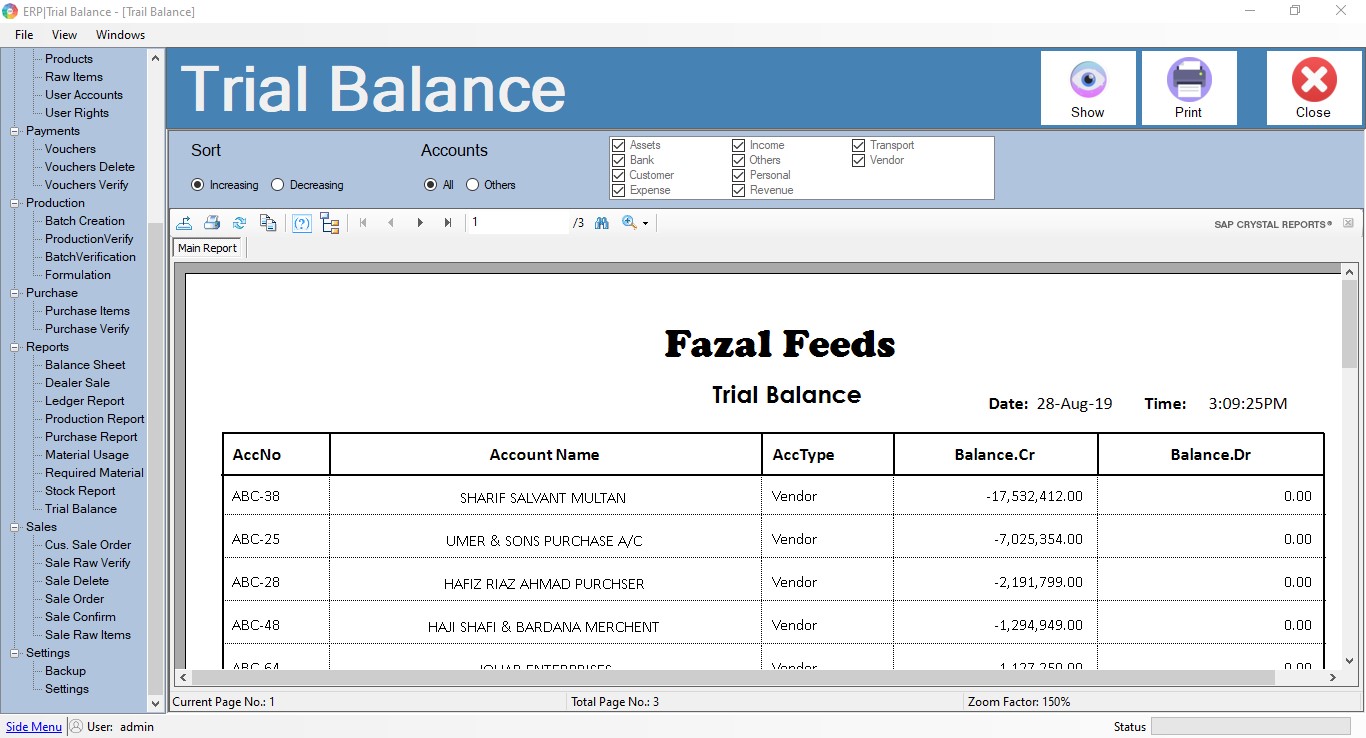 ERP|Trial Balance - [Trail Balance]
File View Windows
Products
Raw Items
User Accounts
User Rights
Payments
Vouchers
Vouchers Delete
Vouchers Verify
Production
Batch Creation
ProductionVerify
BatchVerification
Formulation
Purchase
Purchase Items
Purchase Verify
Reports
Balance Sheet
Dealer Sale
Ledger Report
Production Report
Purchase Report
Material Usage
Required Material
Stock Report
Trial Balance
Sales
Cus. Sale Order
Sale Raw Verify
Sale Delete
Sale Order
Sale Confirm
Sale Raw Items
Settings
Backup
Settings
Trial Balance
Show Print Close
Sort
Increasing Decreasing
Accounts
All Others
Assets Income Transport
Bank Others Vendor
Customer Personal
Expense Revenue
1 /3 SAP CRYSTAL REPORTS®
Main Report
Fazal Feeds
Trial Balance
Date: 28-Aug-19 Time: 3:09:25PM
AccNo Account Name AccType Balance.Cr Balance.Dr
ABC-38 SHARIF SALVANT MULTAN Vendor -17,532,412.00 0.00
ABC-25 UMER & SONS PURCHASE A/C Vendor -7,025,354.00 0.00
ABC-28 HAFIZ RIAZ AHMAD PURCHSER Vendor -2,191,799.00 0.00
ABC-48 HAJI SHAFI & BARDANA MERCHENT Vendor -1,294,949.00 0.00
ABC-64 JOHAR ENTERPRISES Vendor -1,127,250.00 0.00
Current Page No.: 1 Total Page No.: 3 Zoom Factor: 150%
Side Menu User: admin Status